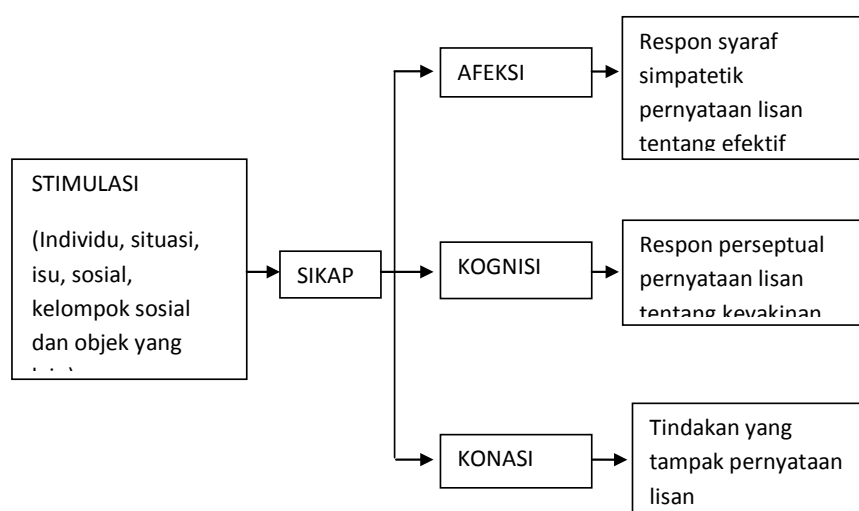 STIMULASI
(Individu, situasi,
isu, sosial,
kelompok sosial
dan objek yang
SIKAP
AFEKSI
Respon syaraf
simpatetik
pernyataan lisan
tentang efektif
KOGNISI
Respon perseptual
pernyataan lisan
tentang keyakinan
KONASI
Tindakan yang
tampak pernyataan
lisan